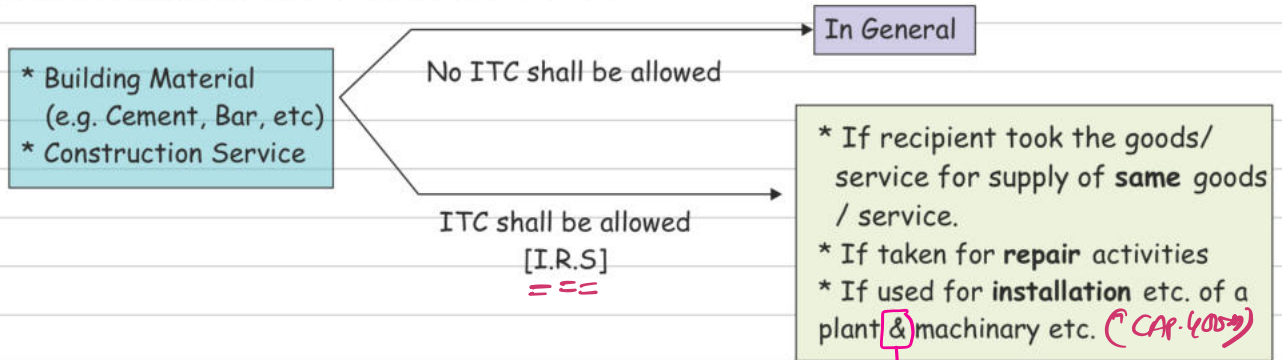 * Building Material
(e.g. Cement, Bar, etc)
* Construction Service
In General
No ITC shall be allowed
ITC shall be allowed
[I.R.S]
* If recipient took the goods/
service for supply of same goods
/ service.
* If taken for repair activities
* If used for installation etc. of a
plant & machinary etc. ("CAP.